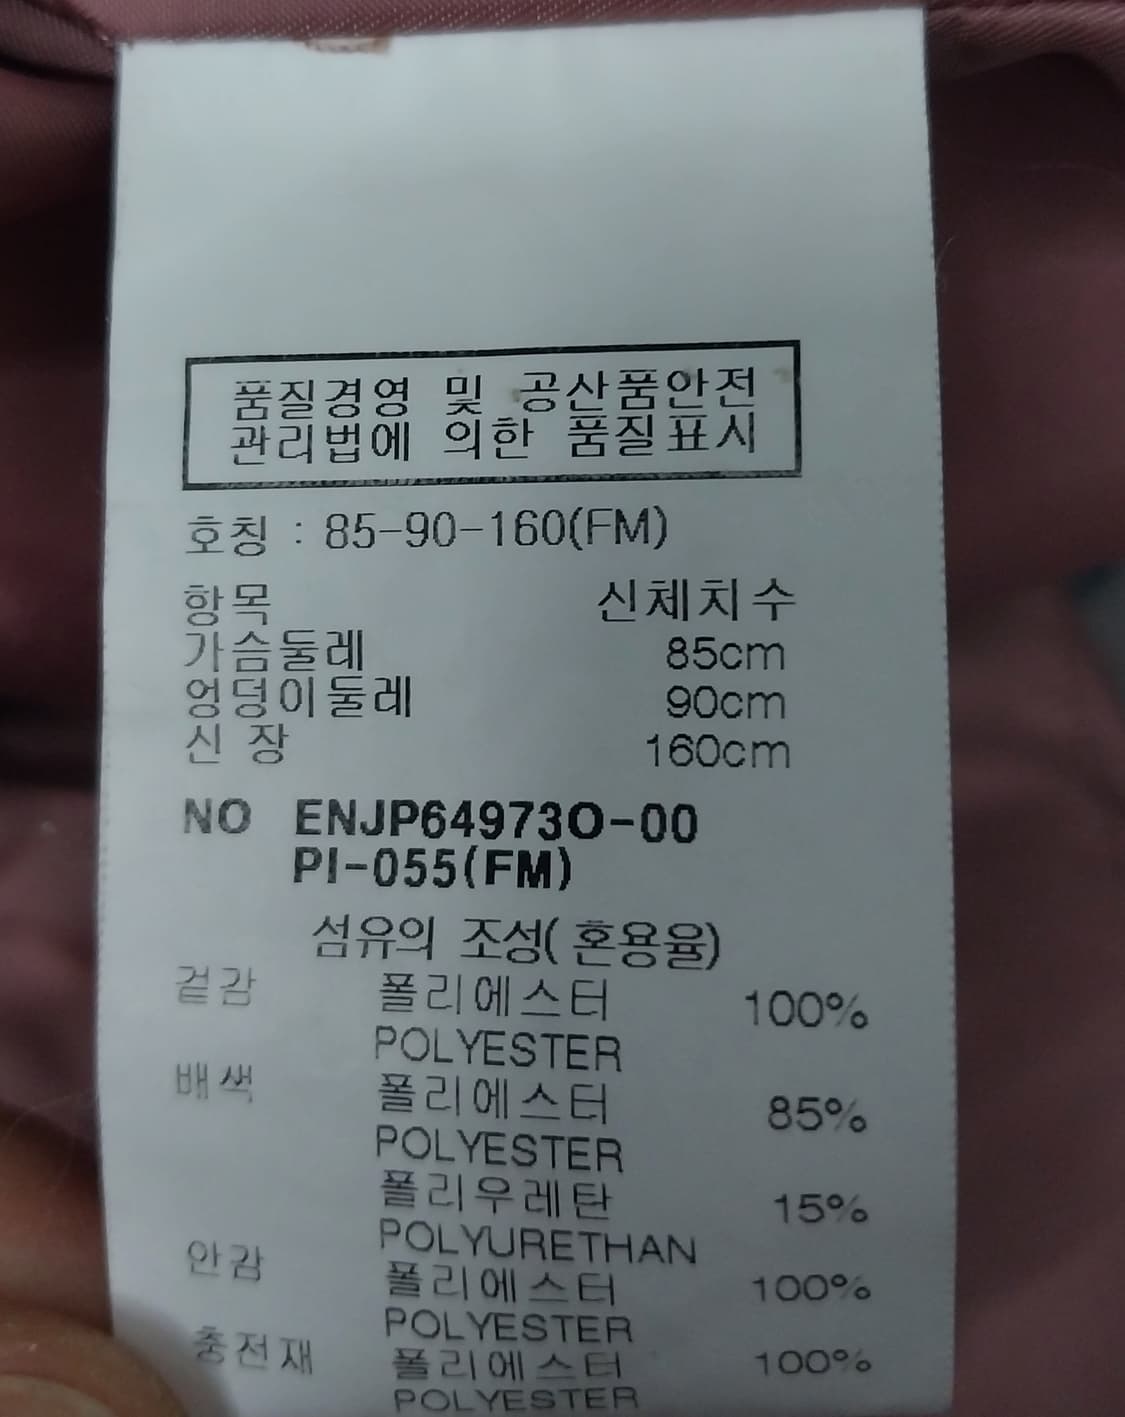 품질경영 및 공산품안전
관리법에 의한 품질표시
호칭 : 85-90-160(FM)
항목 신체치수
가슴둘레 85cm
엉덩이둘레 90cm
신 장 160cm
NO ENJP64973O-00
PI-055(FM)
섬유의 조성( 혼용율)
겉감 폴리에스터 100%
POLYESTER
배색 폴리에스터 85%
POLYESTER
폴리우레탄 15%
POLYURETHAN
안감 폴리에스터 100%
POLYESTER
충전재 폴리에스터 100%
POLYESTER